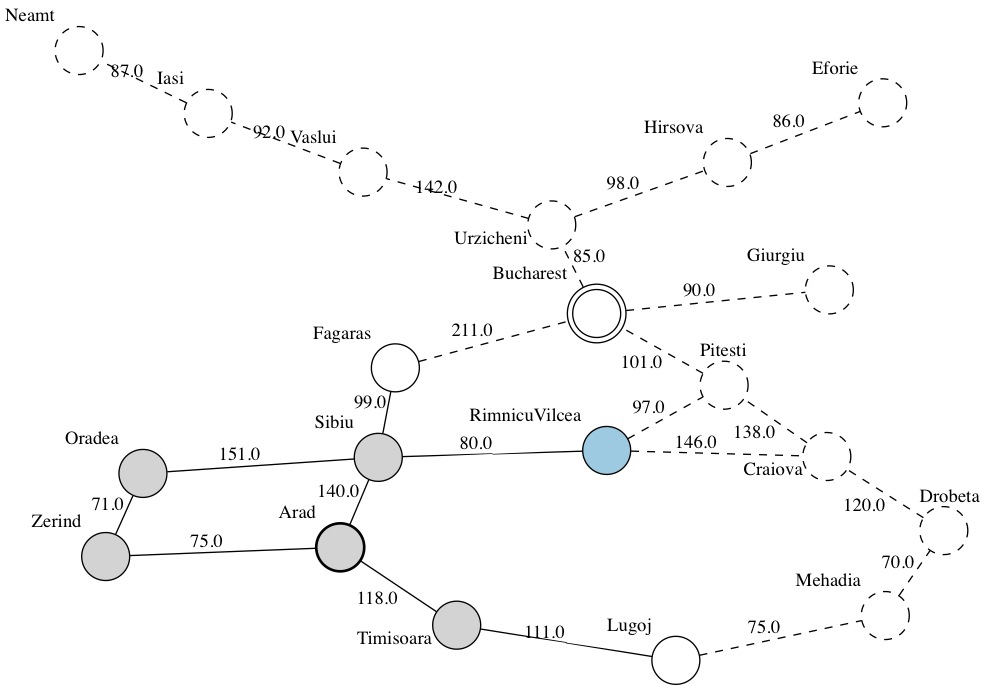 Neamt
87.0
Iasi
Eforie
92.0
Vaslui
Hirsova
86.0
142.0
98.0
Urzicheni
85.0
Bucharest
Giurgiu
90.0
Fagaras
211.0
101.0
Pitesti
99.0
Sibiu
RimnicuVilcea
97.0
Oradea
151.0
80.0
146.0
138.0
Craiova
71.0
140.0
Arad
120.0
Drobeta
Zerind
75.0
70.0
Mehadia
118.0
Timisoara
111.0
Lugoj
75.0